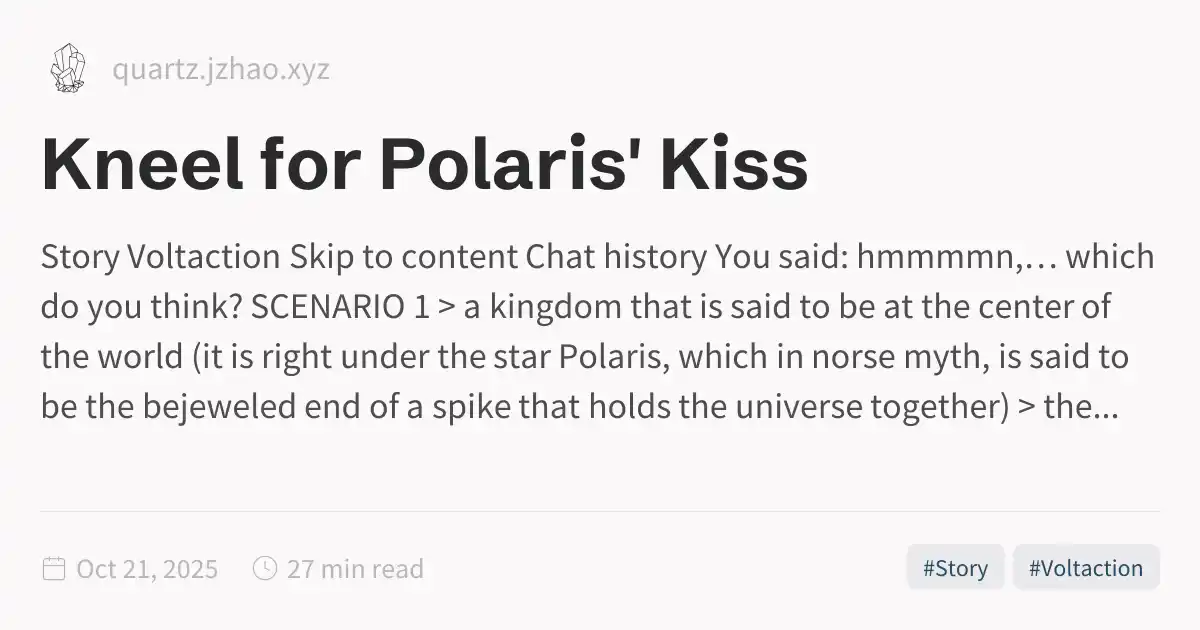 quartz.jzhao.xyz
Kneel for Polaris' Kiss
Story Voltaction Skip to content Chat history You said: hmmmmn,… which
do you think? SCENARIO 1 > a kingdom that is said to be at the center of
the world (it is right under the star Polaris, which in norse myth, is said to
be the bejeweled end of a spike that holds the universe together) > the...
Oct 21, 2025
27 min read
#Story
#Voltaction